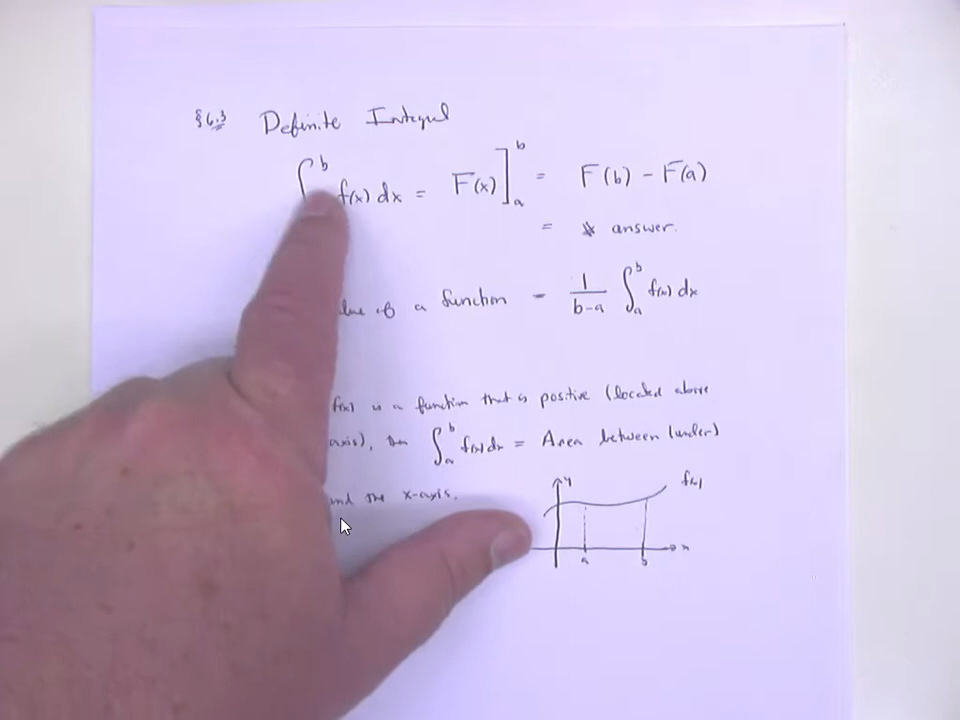 §6.3 Definite Integral
∫ᵇ f(x) dx = F(x)]ₐᵇ = F(b) - F(a)
= answer.
of a function = 1/(b-a) ∫ₐᵇ f(x) dx
f(x) is a function that is positive (located above
axis), then ∫ₐᵇ f(x) dx = Area between (under)
and the x-axis.
y
f(x)
x
a b